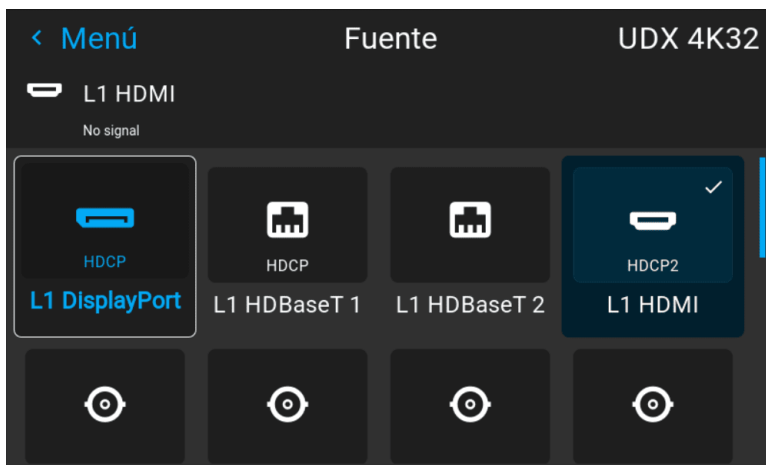 Menú
Fuente
UDX 4K32
L1 HDMI
No signal
HDCP
L1 DisplayPort
HDCP
L1 HDBaseT 1
L1 HDBaseT 2
HDCP2
L1 HDMI